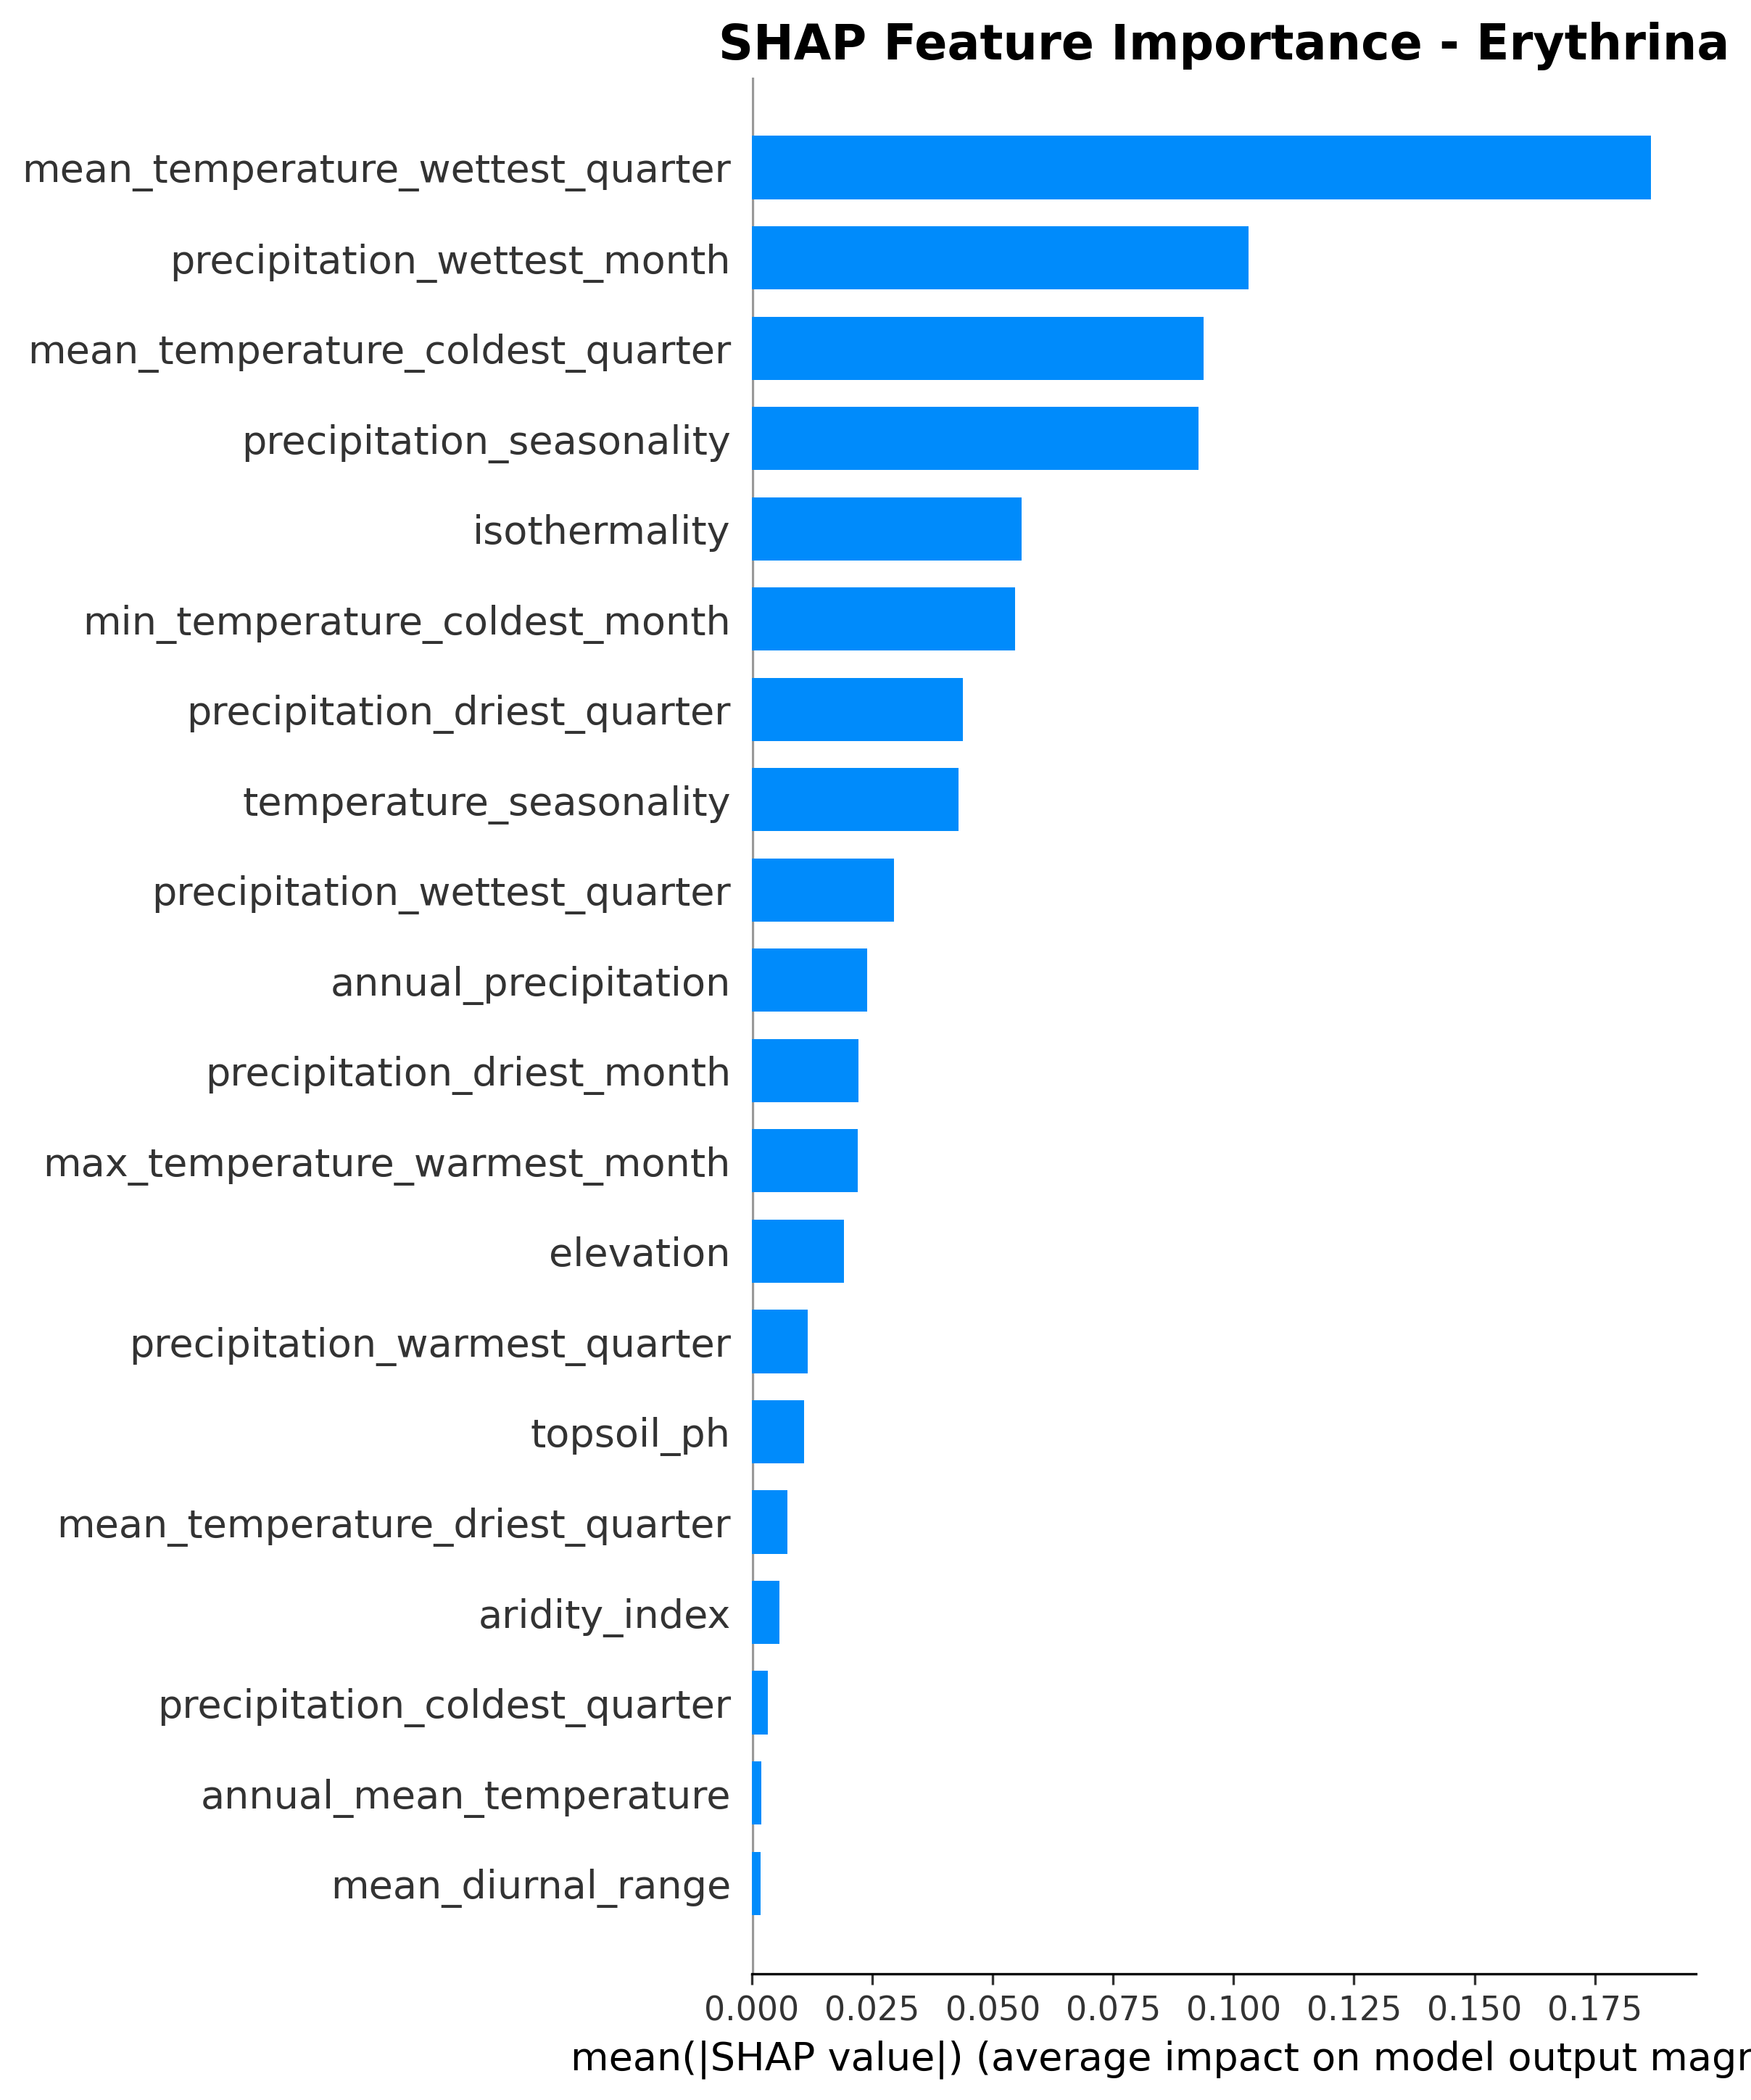 SHAP Feature Importance - Erythrina
mean_temperature_wettest_quarter
precipitation_wettest_month
mean_temperature_coldest_quarter
precipitation_seasonality
isothermality
min_temperature_coldest_month
precipitation_driest_quarter
temperature_seasonality
precipitation_wettest_quarter
annual_precipitation
precipitation_driest_month
max_temperature_warmest_month
elevation
precipitation_warmest_quarter
topsoil_ph
mean_temperature_driest_quarter
aridity_index
precipitation_coldest_quarter
annual_mean_temperature
mean_diurnal_range
0.000 0.025 0.050 0.075 0.100 0.125 0.150 0.175
mean(|SHAP value|) (average impact on model output